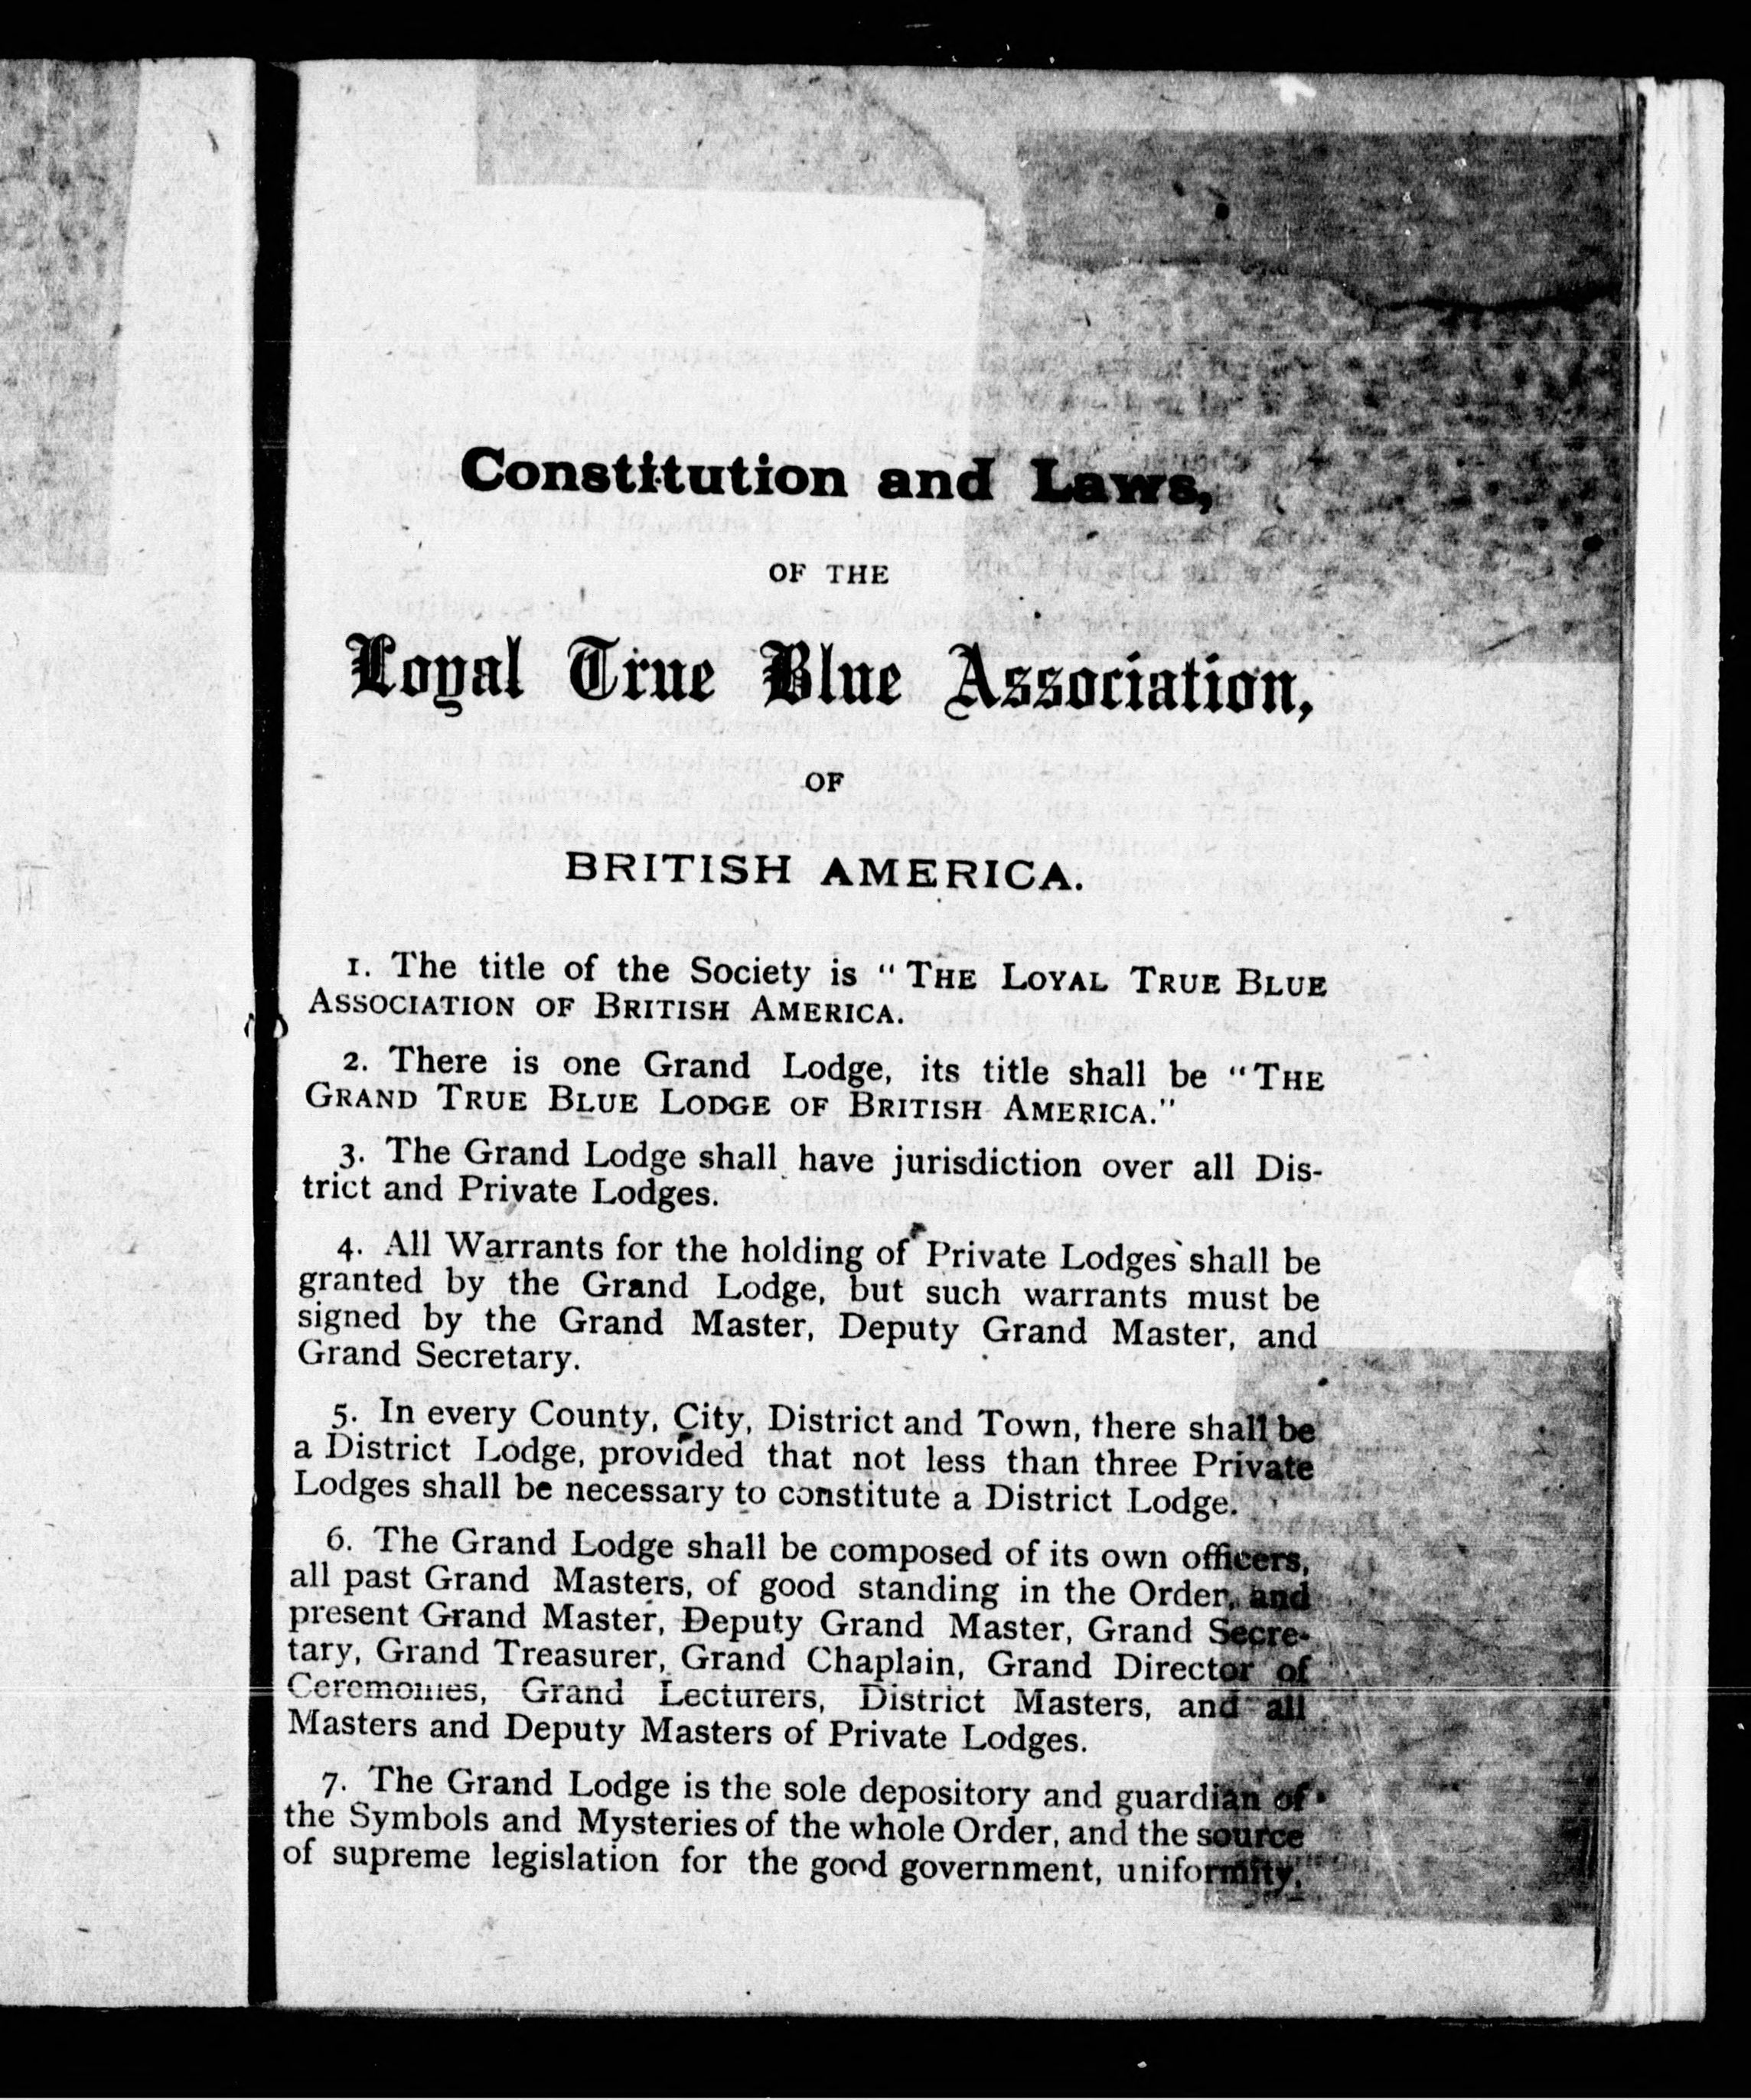 Constitution and Laws,
OF THE
Loyal True Blue Association,
OF
BRITISH AMERICA.
1. The title of the Society is "THE LOYAL TRUE BLUE
ASSOCIATION OF BRITISH AMERICA.
2. There is one Grand Lodge, its title shall be "THE
GRAND TRUE BLUE LODGE OF BRITISH AMERICA."
3. The Grand Lodge shall have jurisdiction over all Dis-
trict and Private Lodges.
4. All Warrants for the holding of Private Lodges shall be
granted by the Grand Lodge, but such warrants must be
signed by the Grand Master, Deputy Grand Master, and
Grand Secretary.
5. In every County, City, District and Town, there shall be
a District Lodge, provided that not less than three Private
Lodges shall be necessary to constitute a District Lodge.
6. The Grand Lodge shall be composed of its own officers,
all past Grand Masters, of good standing in the Order, and
present Grand Master, Deputy Grand Master, Grand Secre-
tary, Grand Treasurer, Grand Chaplain, Grand Director of
Ceremonies, Grand Lecturers, District Masters, and all
Masters and Deputy Masters of Private Lodges.
7. The Grand Lodge is the sole depository and guardian of
the Symbols and Mysteries of the whole Order, and the source
of supreme legislation for the good government, uniformity,